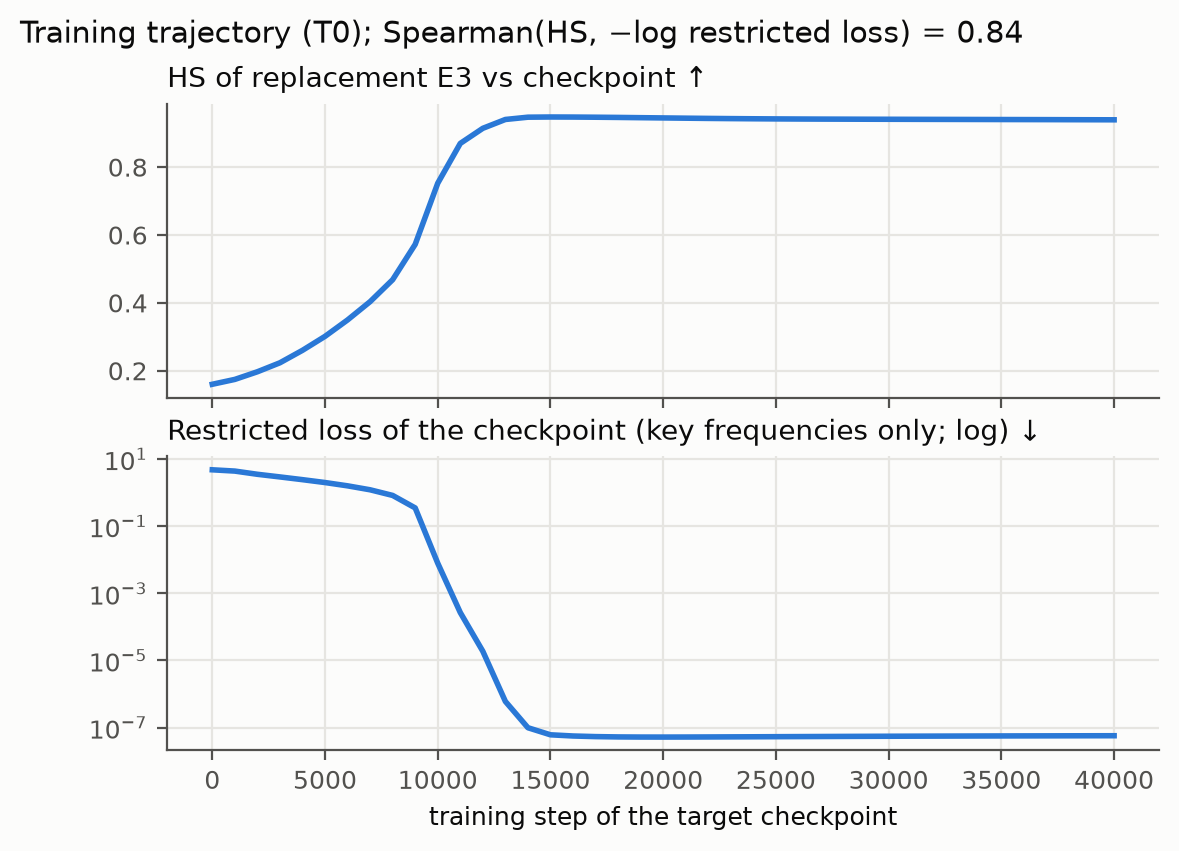 Training trajectory (T0); Spearman(HS, −log restricted loss) = 0.84
HS of replacement E3 vs checkpoint ↑
0.8
0.6
0.4
0.2
Restricted loss of the checkpoint (key frequencies only; log) ↓
10¹
10⁻¹
10⁻³
10⁻⁵
10⁻⁷
0 5000 10000 15000 20000 25000 30000 35000 40000
training step of the target checkpoint